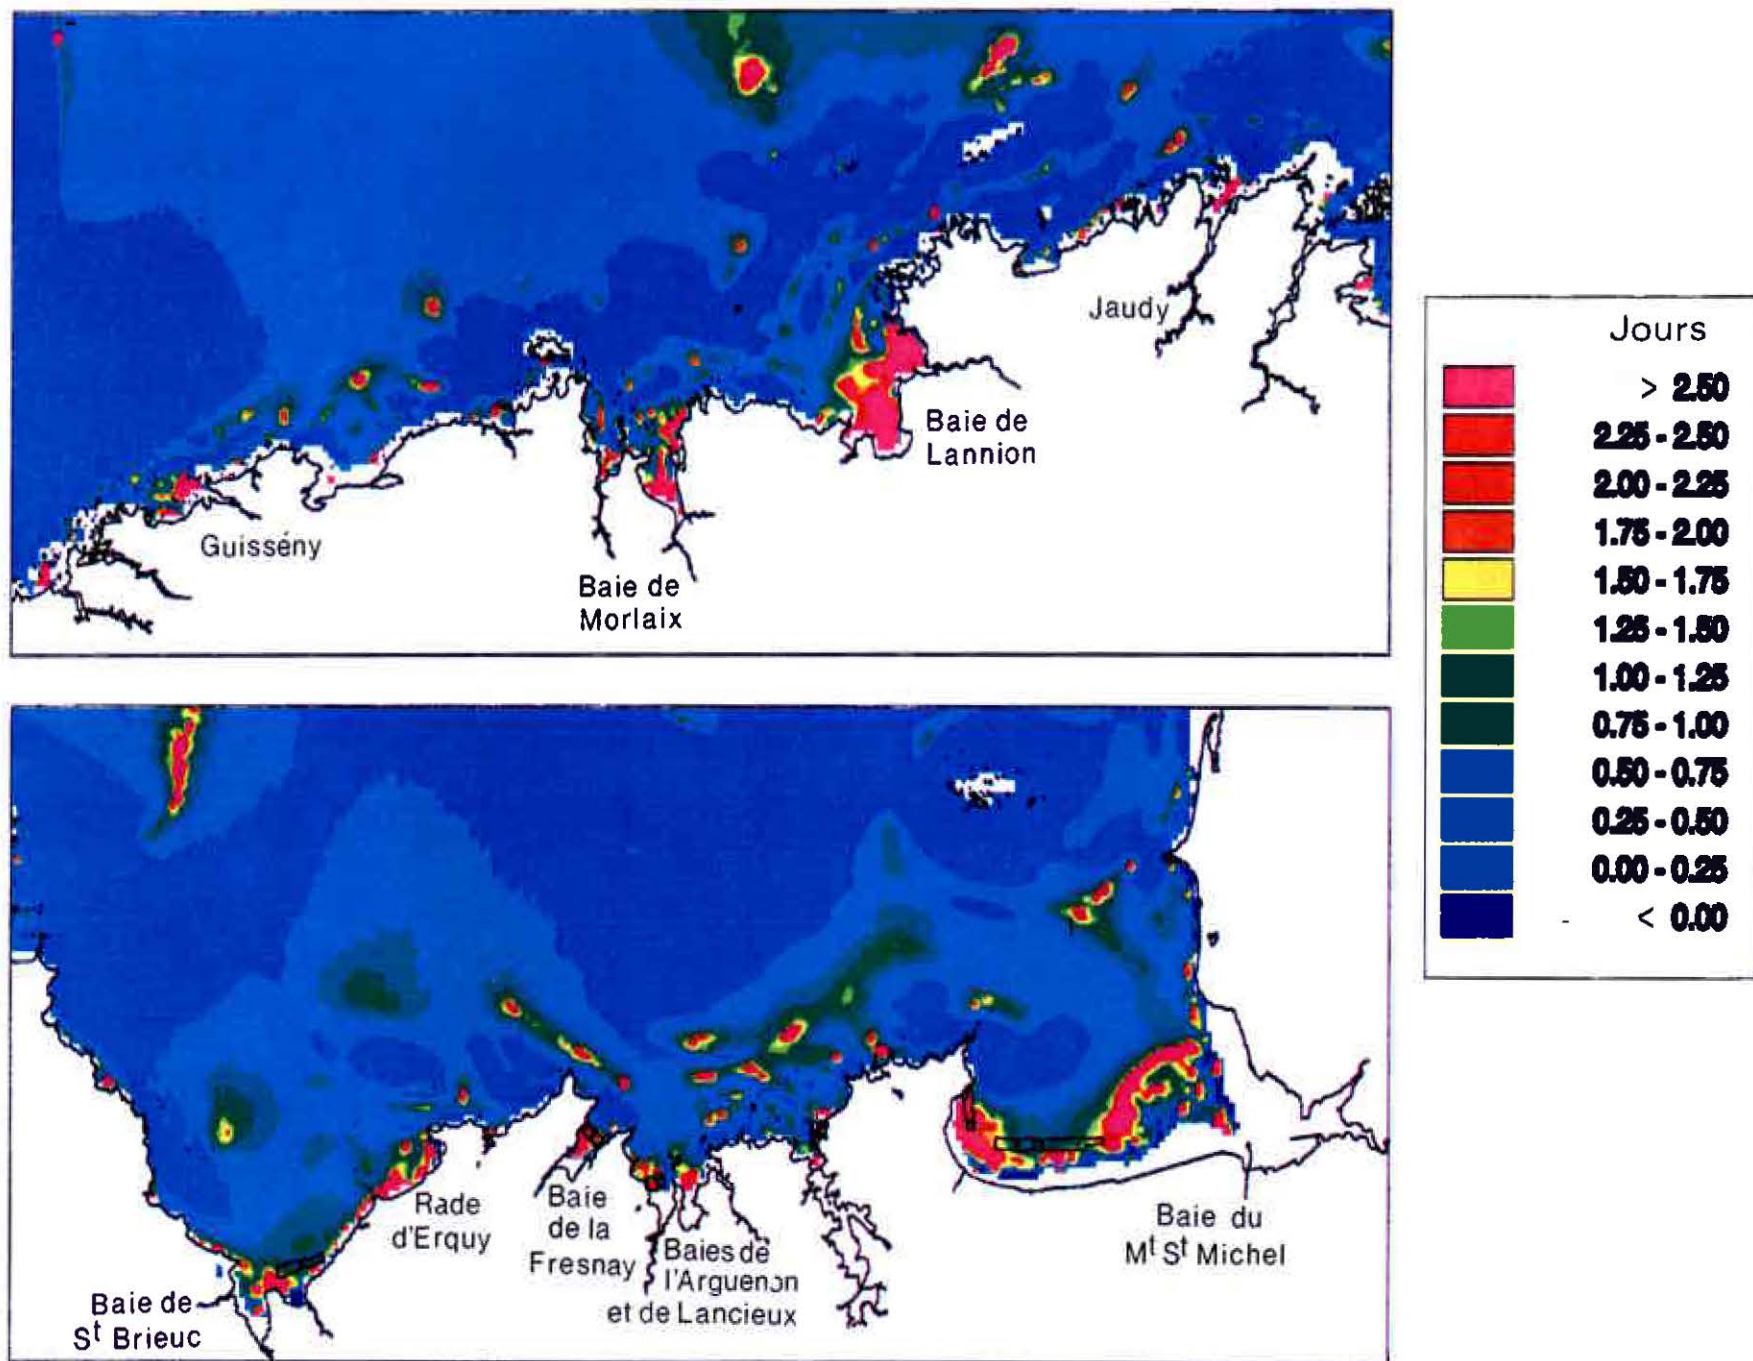 Jaudy
Baie de
Lannion
Guissény
Baie de
Morlaix
Jours
> 2.50
2.25 - 2.50
2.00 - 2.25
1.75 - 2.00
1.50 - 1.75
1.25 - 1.50
1.00 - 1.25
0.75 - 1.00
0.50 - 0.75
0.25 - 0.50
0.00 - 0.25
< 0.00
Rade
d'Erquy
Baie
de la
Fresnay
Baies de
l'Arguenon
et de Lancieux
Baie du
Mt St Michel
Baie de
St Brieuc